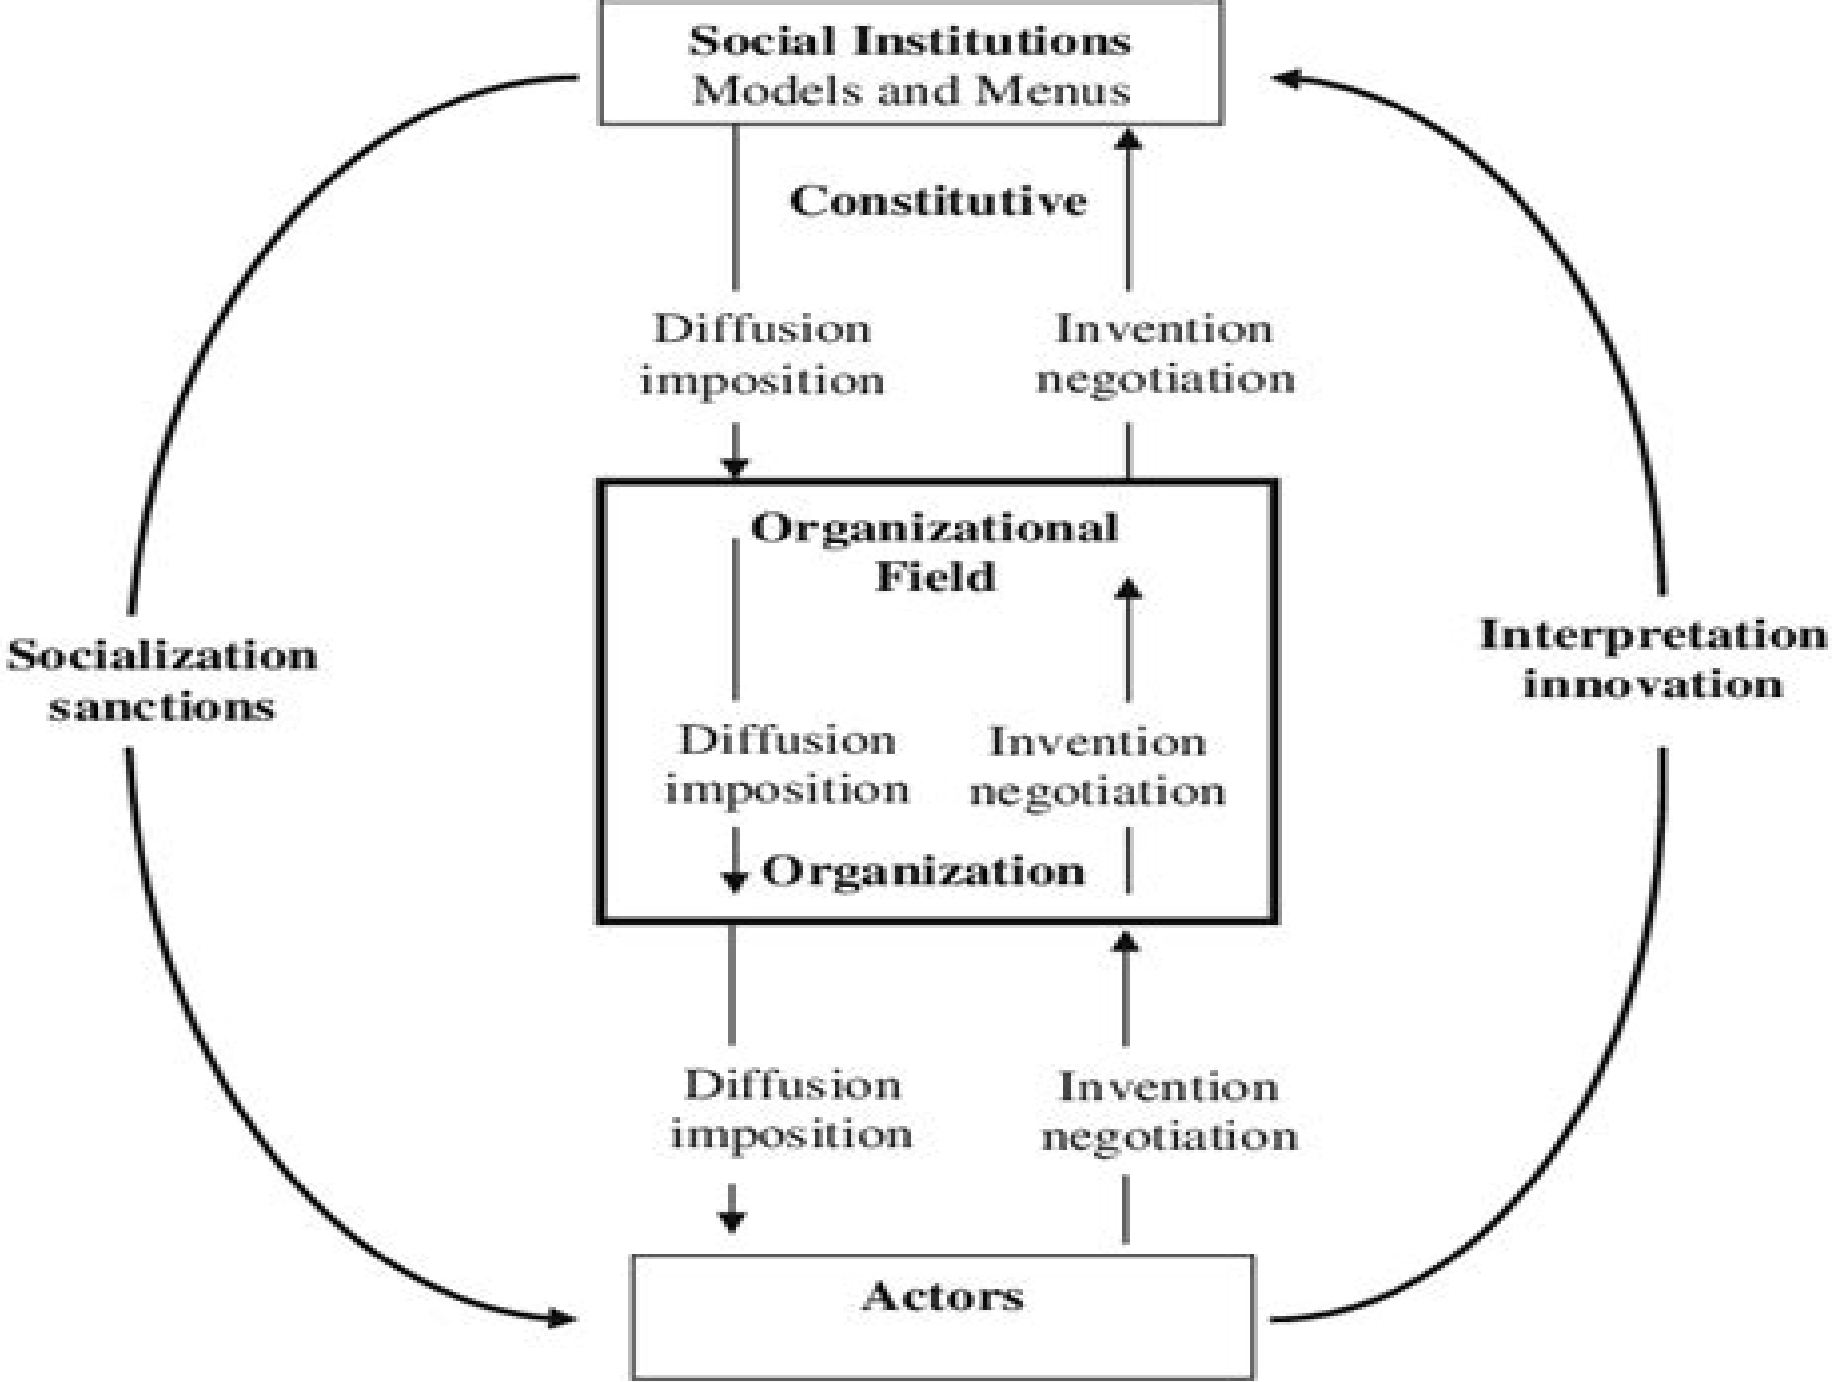 Social Institutions
Models and Menus
Constitutive
Diffusion
imposition
Invention
negotiation
Organizational
Field
Socialization
sanctions
Interpretation
innovation
Diffusion
imposition
Invention
negotiation
Organization
Diffusion
imposition
Invention
negotiation
Actors